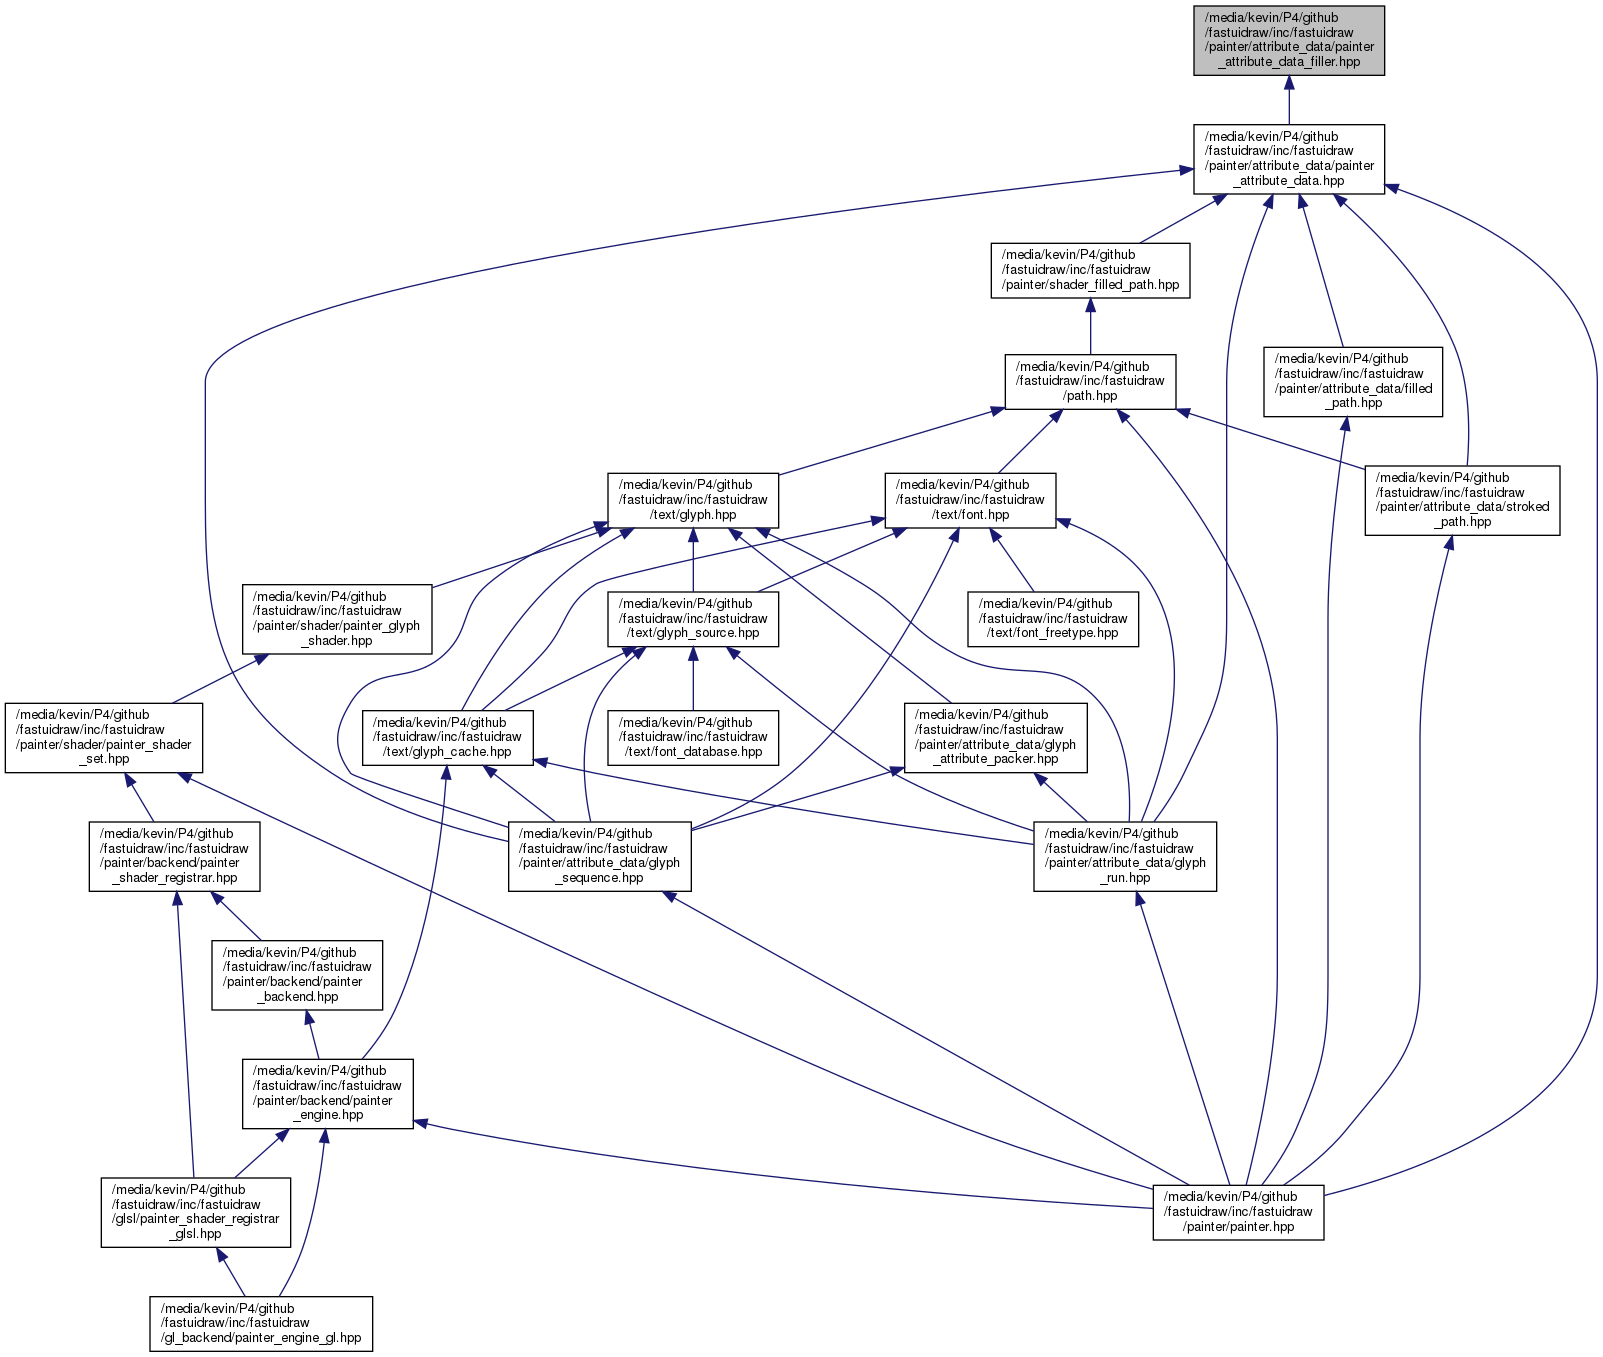 /media/kevin/P4/github
/fastuidraw/inc/fastuidraw
/painter/attribute_data/painter
_attribute_data_filler.hpp
/media/kevin/P4/github
/fastuidraw/inc/fastuidraw
/painter/attribute_data/painter
_attribute_data.hpp
/media/kevin/P4/github
/fastuidraw/inc/fastuidraw
/painter/shader_filled_path.hpp
/media/kevin/P4/github
/fastuidraw/inc/fastuidraw
/path.hpp
/media/kevin/P4/github
/fastuidraw/inc/fastuidraw
/painter/attribute_data/filled
_path.hpp
/media/kevin/P4/github
/fastuidraw/inc/fastuidraw
/text/glyph.hpp
/media/kevin/P4/github
/fastuidraw/inc/fastuidraw
/text/font.hpp
/media/kevin/P4/github
/fastuidraw/inc/fastuidraw
/painter/attribute_data/stroked
_path.hpp
/media/kevin/P4/github
/fastuidraw/inc/fastuidraw
/painter/shader/painter_glyph
_shader.hpp
/media/kevin/P4/github
/fastuidraw/inc/fastuidraw
/text/glyph_source.hpp
/media/kevin/P4/github
/fastuidraw/inc/fastuidraw
/text/font_freetype.hpp
/media/kevin/P4/github
/fastuidraw/inc/fastuidraw
/painter/shader/painter_shader
_set.hpp
/media/kevin/P4/github
/fastuidraw/inc/fastuidraw
/text/glyph_cache.hpp
/media/kevin/P4/github
/fastuidraw/inc/fastuidraw
/text/font_database.hpp
/media/kevin/P4/github
/fastuidraw/inc/fastuidraw
/painter/attribute_data/glyph
_attribute_packer.hpp
/media/kevin/P4/github
/fastuidraw/inc/fastuidraw
/painter/backend/painter
_shader_registrar.hpp
/media/kevin/P4/github
/fastuidraw/inc/fastuidraw
/painter/attribute_data/glyph
_sequence.hpp
/media/kevin/P4/github
/fastuidraw/inc/fastuidraw
/painter/attribute_data/glyph
_run.hpp
/media/kevin/P4/github
/fastuidraw/inc/fastuidraw
/painter/backend/painter
_backend.hpp
/media/kevin/P4/github
/fastuidraw/inc/fastuidraw
/painter/backend/painter
_engine.hpp
/media/kevin/P4/github
/fastuidraw/inc/fastuidraw
/glsl/painter_shader_registrar
_glsl.hpp
/media/kevin/P4/github
/fastuidraw/inc/fastuidraw
/painter/painter.hpp
/media/kevin/P4/github
/fastuidraw/inc/fastuidraw
/gl_backend/painter_engine_gl.hpp